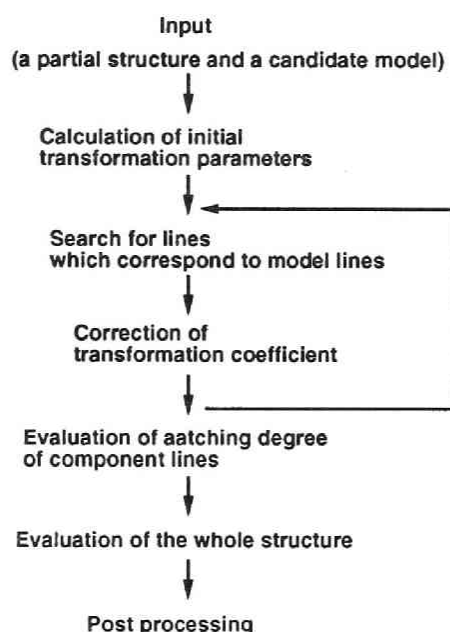 Input
(a partial structure and a candidate model)
Calculation of initial
transformation parameters
Search for lines
which correspond to model lines
Correction of
transformation coefficient
Evaluation of aatching degree
of component lines
Evaluation of the whole structure
Post processing